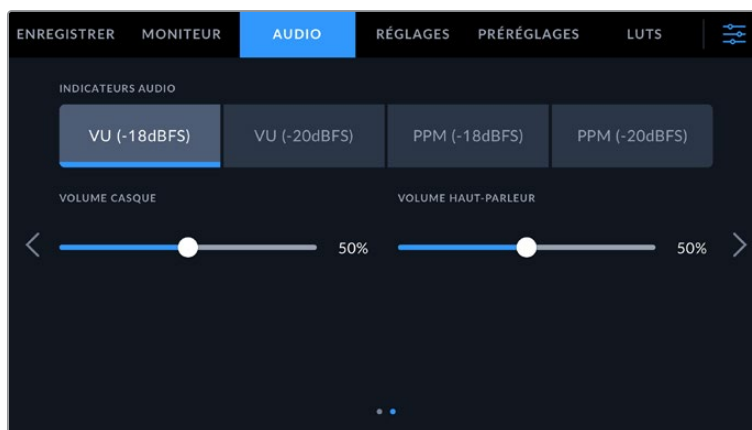 ENREGISTRER MONITEUR AUDIO RÉGLAGES PRÉRÉGLAGES LUTS
INDICATEURS AUDIO
VU (-18dBFS) VU (-20dBFS) PPM (-18dBFS) PPM (-20dBFS)
VOLUME CASQUE VOLUME HAUT-PARLEUR
50% 50%